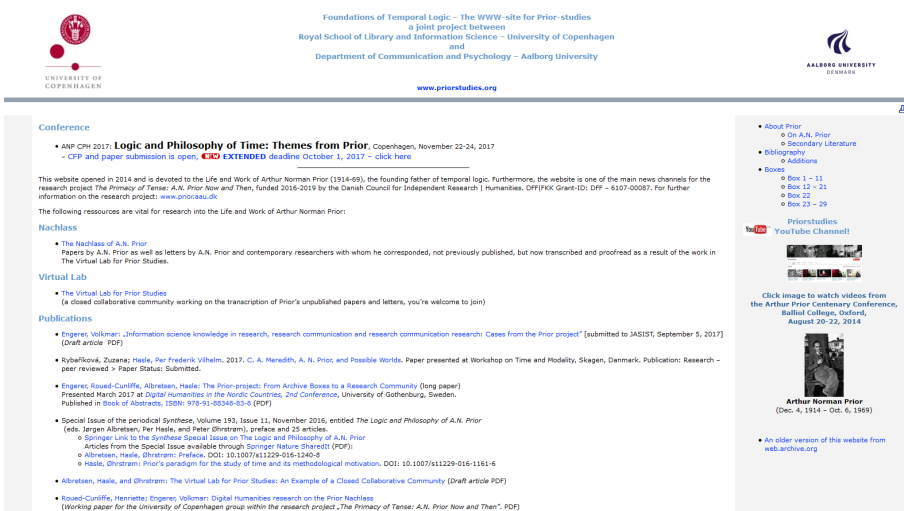 Foundations of Temporal Logic – The WWW-site for Prior-studies
a joint project between
Royal School of Library and Information Science – University of Copenhagen
and
Department of Communication and Psychology – Aalborg University
www.priorstudies.org
UNIVERSITY OF
COPENHAGEN
AALBORG UNIVERSITY
DENMARK
Conference
• ANP CPH 2017: Logic and Philosophy of Time: Themes from Prior, Copenhagen, November 22-24, 2017
– CFP and paper submission is open, NEW EXTENDED deadline October 1, 2017 – click here
This website opened in 2014 and is devoted to the Life and Work of Arthur Norman Prior (1914-69), the founding father of temporal logic. Furthermore, the website is one of the main news channels for the
research project The Primacy of Tense: A.N. Prior Now and Then, funded 2016-2019 by the Danish Council for Independent Research | Humanities. DFF|FKK Grant-ID: DFF – 6107-00087. For further
information on the research project: www.prior.aau.dk
The following ressources are vital for research into the Life and Work of Arthur Norman Prior:
Nachlass
• The Nachlass of A.N. Prior
Papers by A.N. Prior as well as letters by A.N. Prior and contemporary researchers with whom he corresponded, not previously published, but now transcribed and proofread as a result of the work in
The Virtual Lab for Prior Studies.
Virtual Lab
• The Virtual Lab for Prior Studies
(a closed collaborative community working on the transcription of Prior's unpublished papers and letters, you're welcome to join)
Publications
• Engerer, Volkmar: „Information science knowledge in research, research communication and research communication research: Cases from the Prior project" [submitted to JASIST, September 5, 2017]
(Draft article PDF)
• Rybaříková, Zuzana; Hasle, Per Frederik Vilhelm. 2017. C. A. Meredith, A. N. Prior, and Possible Worlds. Paper presented at Workshop on Time and Modality, Skagen, Danmark. Publication: Research –
peer reviewed > Paper Status: Submitted.
• Engerer, Roued-Cunliffe, Albretsen, Hasle: The Prior-project: From Archive Boxes to a Research Community (long paper)
Presented March 2017 at Digital Humanities in the Nordic Countries, 2nd Conference, University of Gothenburg, Sweden.
Published in Book of Abstracts, ISBN: 978-91-88348-83-8 (PDF)
• Special Issue of the periodical Synthese, Volume 193, Issue 11, November 2016, entitled The Logic and Philosophy of A.N. Prior
(eds. Jørgen Albretsen, Per Hasle, and Peter Øhrstrøm), preface and 25 articles.
o Springer Link to the Synthese Special Issue on The Logic and Philosophy of A.N. Prior
Articles from the Special Issue available through Springer Nature SharedIt (PDF):
o Albretsen, Hasle, Øhrstrøm: Preface. DOI: 10.1007/s11229-016-1240-8
o Hasle, Øhrstrøm: Prior's paradigm for the study of time and its methodological motivation. DOI: 10.1007/s11229-016-1161-6
• Albretsen, Hasle, and Øhrstrøm: The Virtual Lab for Prior Studies: An Example of a Closed Collaborative Community (Draft article PDF)
• Roued-Cunliffe, Henriette; Engerer, Volkmar: Digital Humanities research on the Prior Nachlass
(Working paper for the University of Copenhagen group within the research project „The Primacy of Tense: A.N. Prior Now and Then". PDF)
• About Prior
o On A.N. Prior
o Secondary Literature
• Bibliography
o Additions
• Boxes
o Box 1 – 11
o Box 12 – 21
o Box 22
o Box 23 – 29
Priorstudies
YouTube YouTube Channel!
Click image to watch videos from
the Arthur Prior Centenary Conference,
Balliol College, Oxford,
August 20-22, 2014
Arthur Norman Prior
(Dec. 4, 1914 – Oct. 6, 1969)
• An older version of this website from
web.archive.org